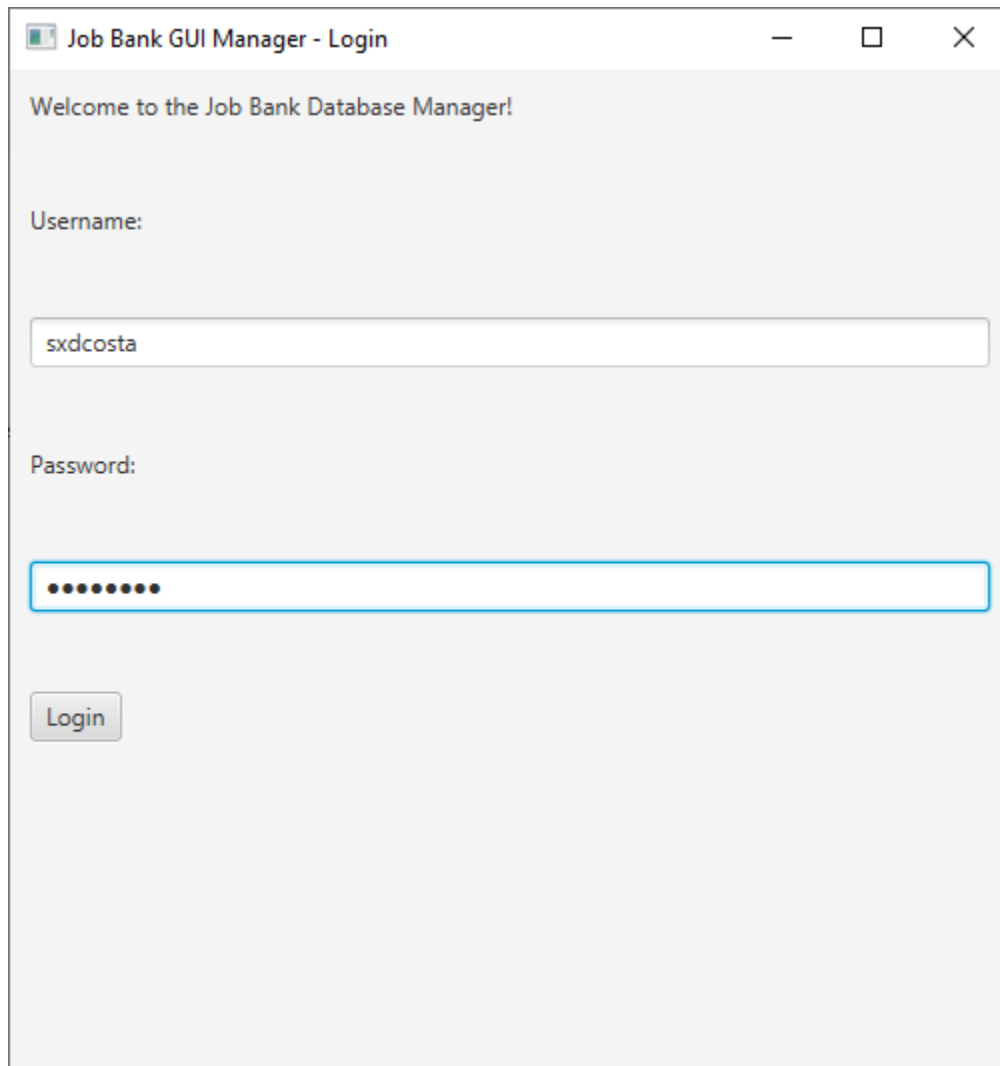 Job Bank GUI Manager - Login
Welcome to the Job Bank Database Manager!
Username:
sxdcosta
Password:
••••••••
Login